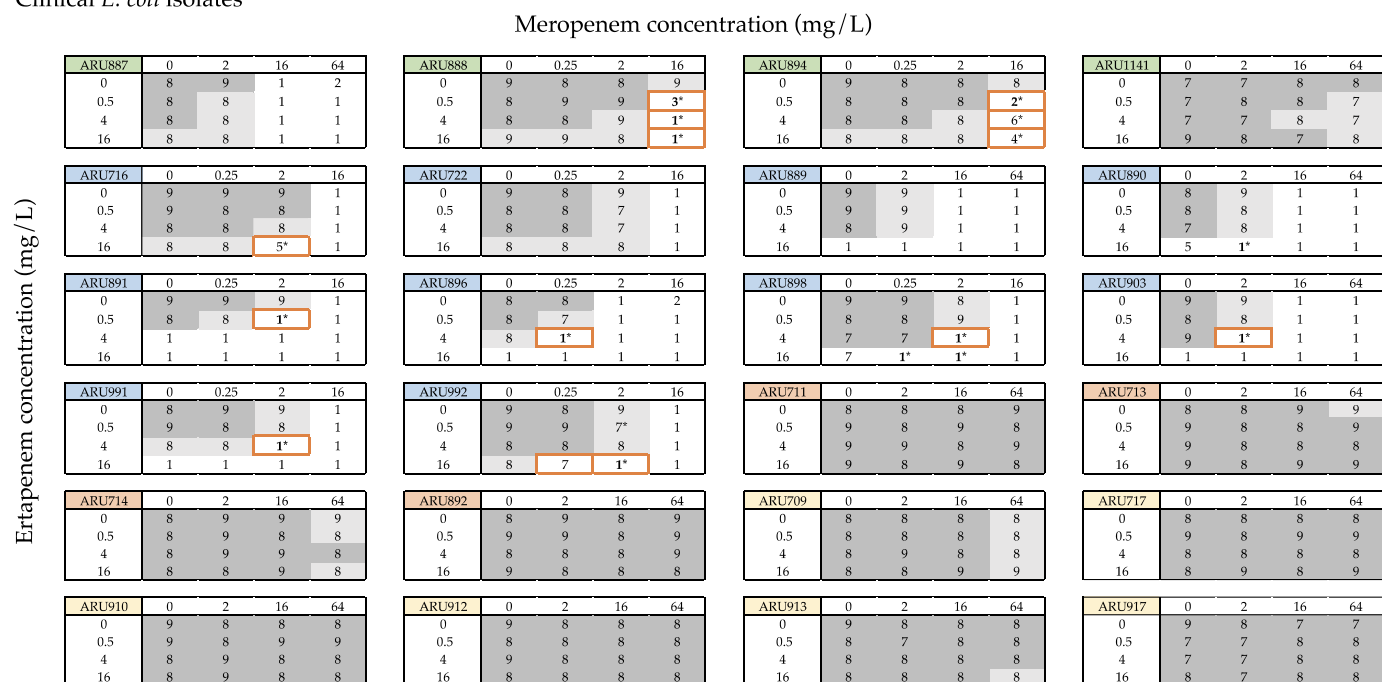 Clinical E. coli isolates
Meropenem concentration (mg/L)
Ertapenem concentration (mg/L)
ARU887 0 2 16 64
0 8 9 1 2
0.5 8 8 1 1
4 8 8 1 1
16 8 8 1 1
ARU888 0 0.25 2 16
0 9 8 8 9
0.5 8 9 9 3*
4 8 8 9 1*
16 9 9 8 1*
ARU894 0 0.25 2 16
0 9 8 8 8
0.5 8 8 8 2*
4 8 8 8 6*
16 8 8 8 4*
ARU1141 0 2 16 64
0 7 7 8 8
0.5 7 8 8 7
4 7 7 8 7
16 9 8 7 8
ARU716 0 0.25 2 16
0 9 9 9 1
0.5 9 8 8 1
4 8 8 8 1
16 8 8 5* 1
ARU722 0 0.25 2 16
0 9 8 9 1
0.5 8 8 7 1
4 8 8 7 1
16 8 8 8 1
ARU889 0 0.25 16 64
0 9 9 1 1
0.5 9 9 1 1
4 8 9 1 1
16 1 1 1 1
ARU890 0 2 16 64
0 8 9 1 1
0.5 8 8 1 1
4 7 8 1 1
16 5 1* 1 1
ARU891 0 0.25 2 16
0 9 9 9 1
0.5 8 8 1* 1
4 1 1 1 1
16 1 1 1 1
ARU896 0 0.25 2 16
0 8 8 1 2
0.5 8 7 1 1
4 8 1* 1 1
16 1 1 1 1
ARU898 0 0.25 2 16
0 9 9 8 1
0.5 8 8 9 1
4 7 7 1* 1
16 7 1* 1* 1
ARU903 0 2 16 64
0 9 9 1 1
0.5 8 8 1 1
4 9 1* 1 1
16 1 1 1 1
ARU991 0 0.25 2 16
0 8 9 9 1
0.5 9 8 8 1
4 8 8 1* 1
16 1 1 1 1
ARU992 0 0.25 2 16
0 9 8 9 1
0.5 9 9 7* 1
4 8 8 8 1
16 8 7 1* 1
ARU711 0 2 16 64
0 8 8 8 9
0.5 9 8 9 8
4 9 9 8 9
16 9 8 9 8
ARU713 0 2 16 64
0 8 8 9 9
0.5 9 8 8 9
4 9 8 8 8
16 9 8 9 9
ARU714 0 2 16 64
0 8 9 9 9
0.5 8 9 8 8
4 8 9 9 8
16 8 8 9 8
ARU892 0 2 16 64
0 8 9 8 9
0.5 8 8 8 9
4 8 8 8 9
16 9 8 8 8
ARU709 0 2 16 64
0 8 8 8 8
0.5 8 8 8 8
4 8 9 8 8
16 8 8 9 9
ARU717 0 2 16 64
0 8 8 8 8
0.5 9 8 9 8
4 9 8 8 8
16 8 9 8 9
ARU910 0 2 16 64
0 9 8 8 8
0.5 8 8 9 9
4 8 9 8 8
16 8 9 8 8
ARU912 0 2 16 64
0 9 8 8 8
0.5 9 8 8 8
4 9 8 8 8
16 8 8 8 8
ARU913 0 2 16 64
0 9 8 8 8
0.5 8 7 8 8
4 8 8 8 8
16 8 8 8 8
ARU917 0 2 16 64
0 9 8 7 7
0.5 7 7 8 8
4 7 7 8 8
16 8 7 8 8